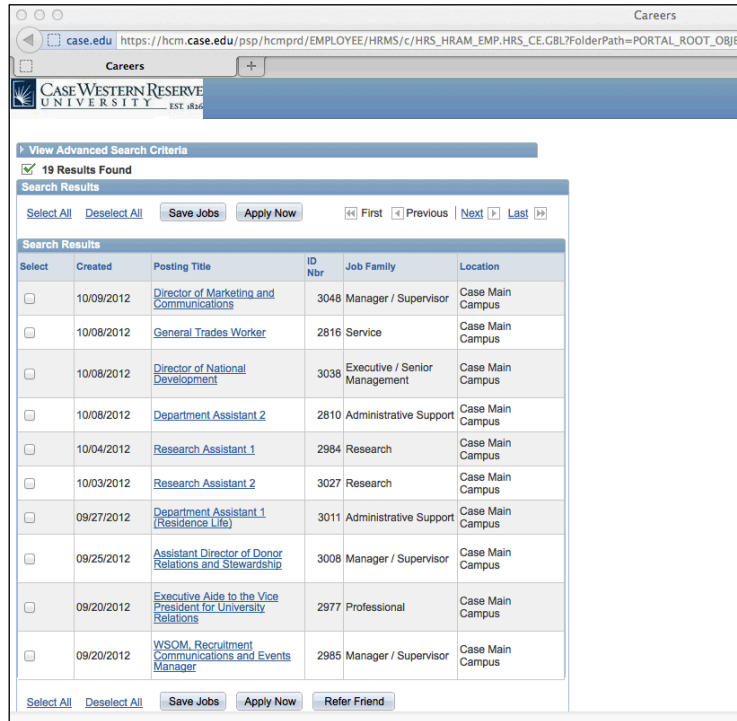 Careers
case.edu https://hcm.case.edu/psp/hcmprd/EMPLOYEE/HRMS/c/HRS_HRAM_EMP.HRS_CE.GBL?FolderPath=PORTAL_ROOT_OBJE
Careers +
CASE WESTERN RESERVE
UNIVERSITY EST. 1826
View Advanced Search Criteria
19 Results Found
Search Results
Select All Deselect All Save Jobs Apply Now First Previous | Next Last
Search Results
Select Created Posting Title ID Nbr Job Family Location
10/09/2012 Director of Marketing and Communications 3048 Manager / Supervisor Case Main Campus
10/08/2012 General Trades Worker 2816 Service Case Main Campus
10/08/2012 Director of National Development 3038 Executive / Senior Management Case Main Campus
10/08/2012 Department Assistant 2 2810 Administrative Support Case Main Campus
10/04/2012 Research Assistant 1 2984 Research Case Main Campus
10/03/2012 Research Assistant 2 3027 Research Case Main Campus
09/27/2012 Department Assistant 1 (Residence Life) 3011 Administrative Support Case Main Campus
09/25/2012 Assistant Director of Donor Relations and Stewardship 3008 Manager / Supervisor Case Main Campus
09/20/2012 Executive Aide to the Vice President for University Relations 2977 Professional Case Main Campus
09/20/2012 WSOM, Recruitment Communications and Events Manager 2985 Manager / Supervisor Case Main Campus
Select All Deselect All Save Jobs Apply Now Refer Friend